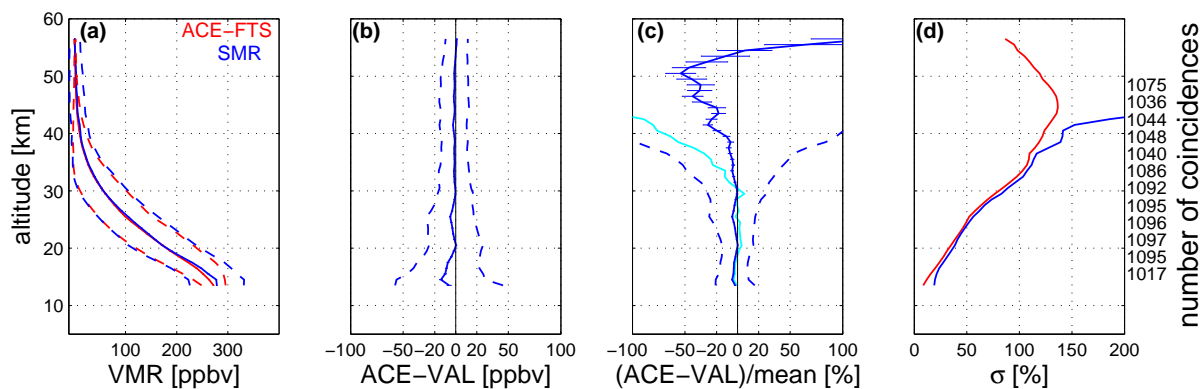 (a)
ACE−FTS
SMR
60
50
40
30
20
10
altitude [km]
100 200 300 400
VMR [ppbv]
(b)
−100 −50 −20 0 20 50 100
ACE−VAL [ppbv]
(c)
−100 −50 −20 0 20 50 100
(ACE−VAL)/mean [%]
(d)
0 50 100 150 200
σ [%]
1075
1036
1044
1048
1040
1086
1092
1095
1096
1097
1095
1017
number of coincidences